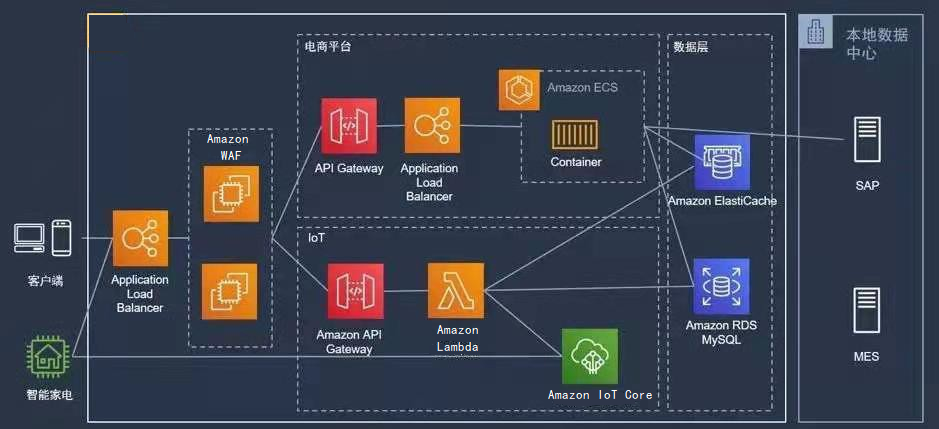 电商平台
数据层
本地数据
中心
Amazon ECS
Amazon
WAF
Container
API Gateway
Application
Load
Balancer
SAP
Amazon ElastiCache
IoT
客户端
Application
Load
Balancer
Amazon API
Gateway
Amazon
Lambda
Amazon RDS
MySQL
MES
智能家电
Amazon IoT Core